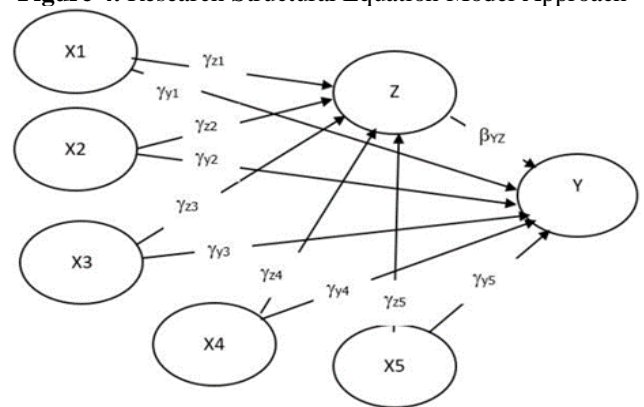 Figure 4. Research Structural Equation Model Approach
X1
γz1
Z
γy1
βYZ
X2
γz2
γy2
Y
γz3
X3
γy3
γz4
γy4
γz5
γy5
X4
X5